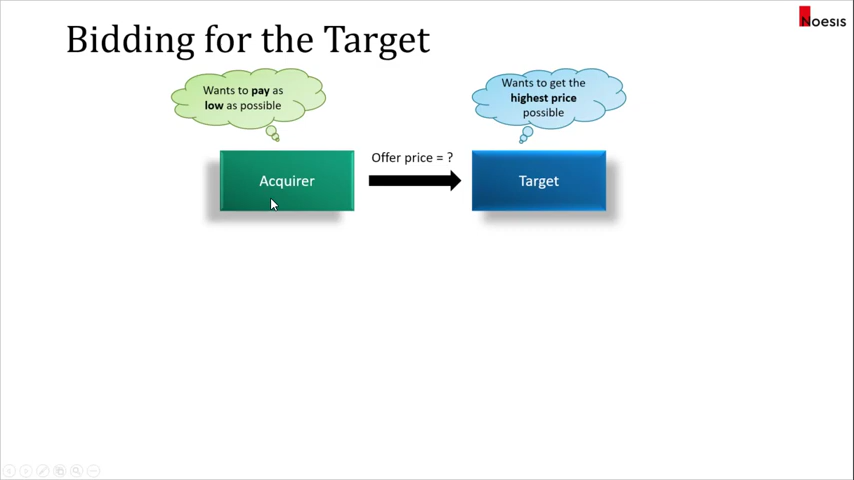 Noesis
Bidding for the Target
Wants to pay as
low as possible
Wants to get the
highest price
possible
Offer price = ?
Acquirer
Target